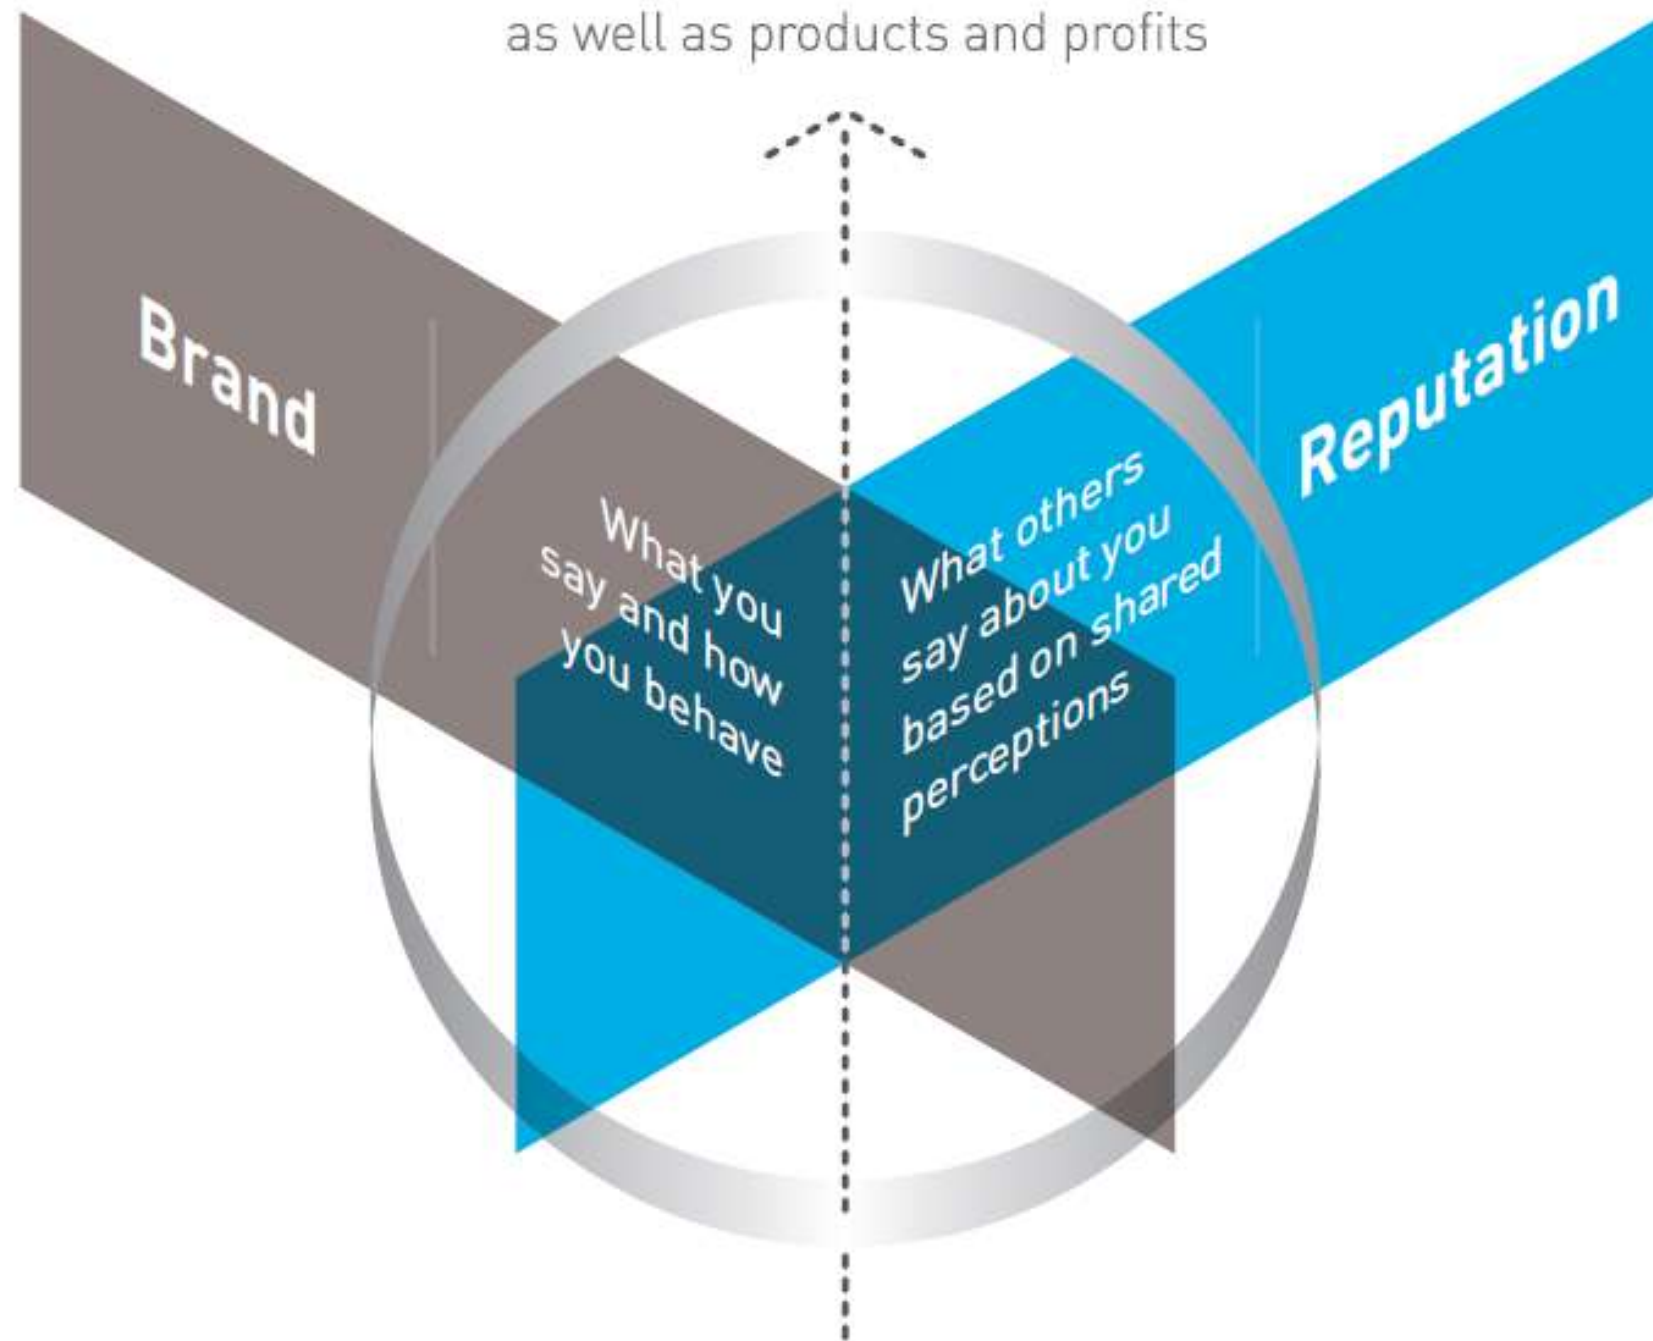 as well as products and profits
Brand
What you
say and how
you behave
What others
say about you
based on shared
perceptions
Reputation